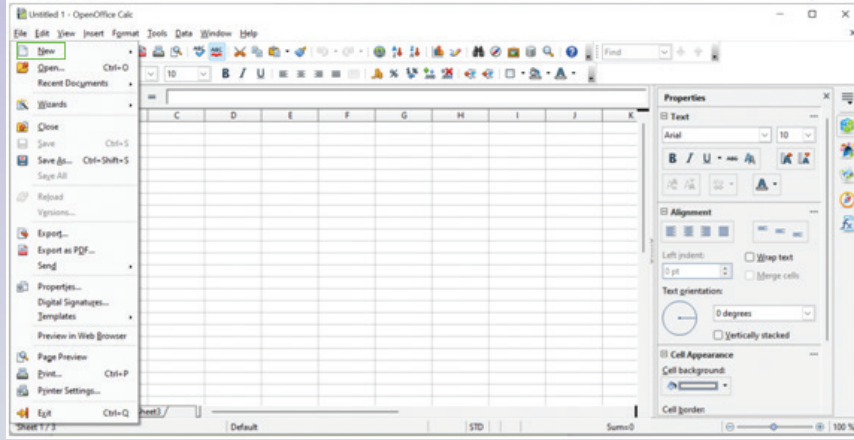 Untitled 1 - OpenOffice Calc
File Edit View Insert Format Tools Data Window Help
New
Open... Ctrl+O
Recent Documents
Wizards
Close
Save Ctrl+S
Save As... Ctrl+Shift+S
Save All
Reload
Versions...
Export...
Export as PDF...
Send
Properties...
Digital Signatures...
Templates
Preview in Web Browser
Page Preview
Print... Ctrl+P
Printer Settings...
Exit Ctrl+Q
Find
10 B I U
=
C D E F G H I J K
Properties
Text
Arial 10
B I U
Alignment
Left indent: Wrap text
0 pt Merge cells
Text orientation:
0 degrees
Vertically stacked
Cell Appearance
Cell background:
Cell border:
Sheet3
Sheet 1 / 3 Default STD Sum=0 100 %